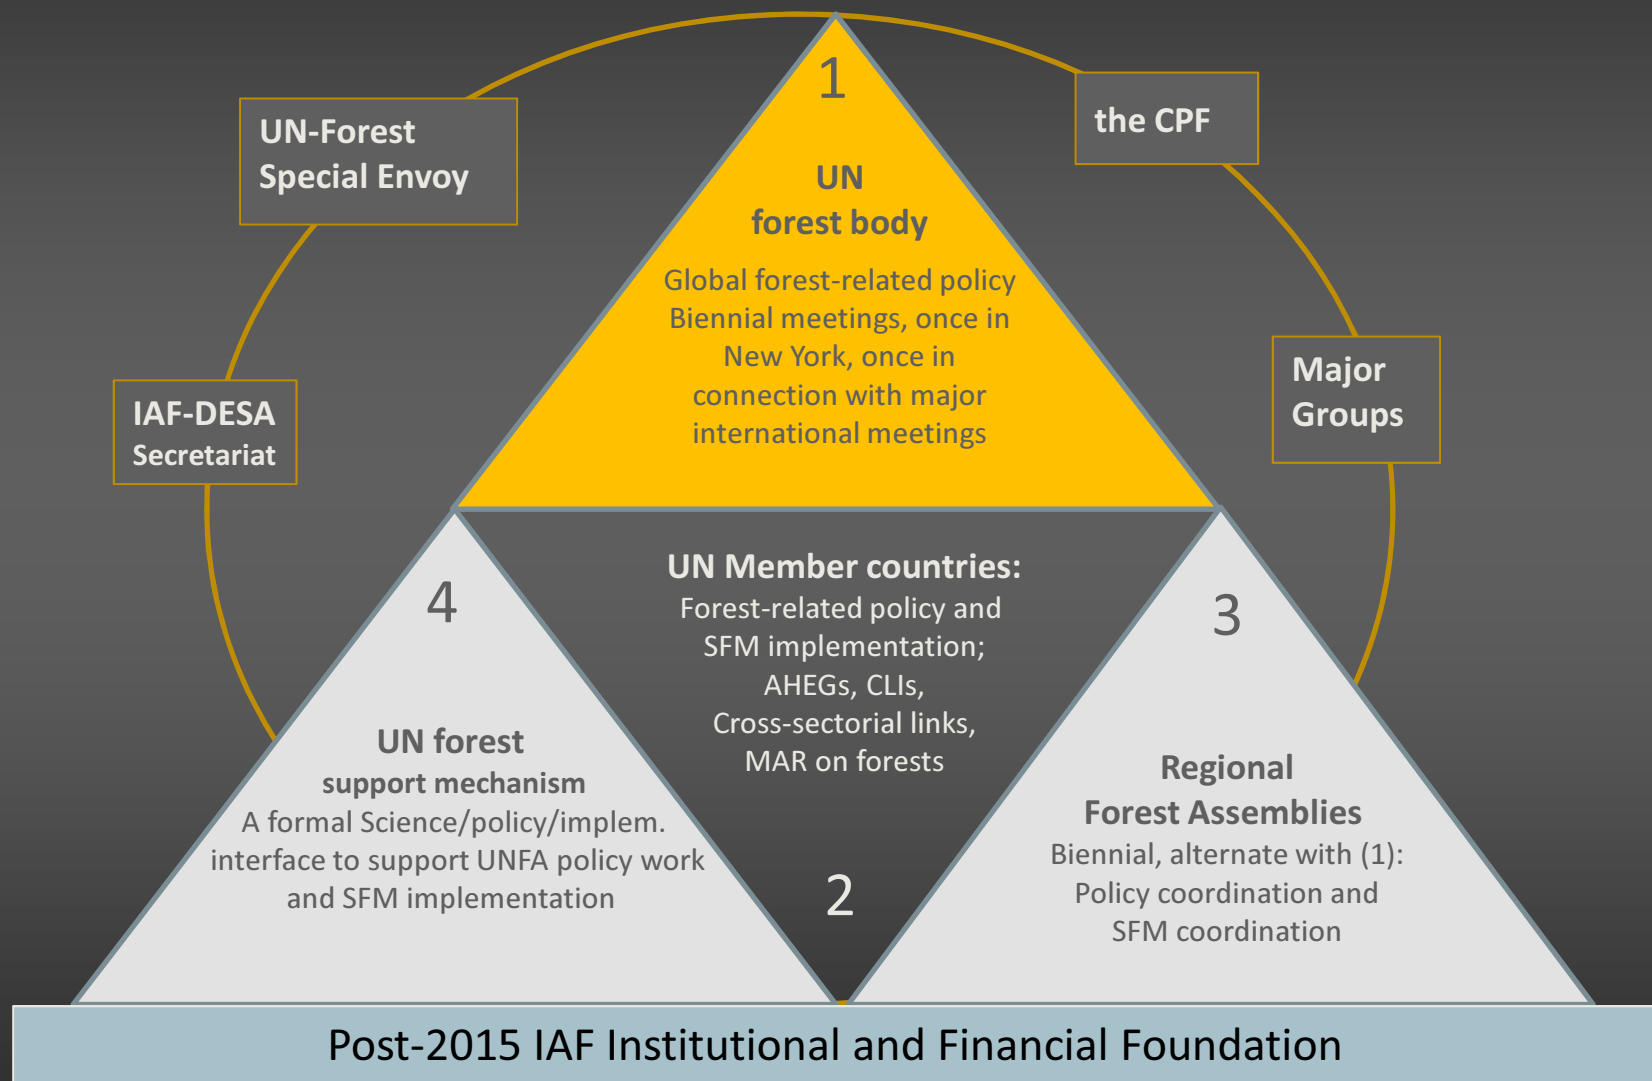 1
UN
forest body
Global forest-related policy
Biennial meetings, once in
New York, once in
connection with major
international meetings
UN-Forest
Special Envoy
the CPF
IAF-DESA
Secretariat
Major
Groups
UN Member countries:
Forest-related policy and
SFM implementation;
AHEGs, CLIs,
Cross-sectorial links,
MAR on forests
2
4
UN forest
support mechanism
A formal Science/policy/implem.
interface to support UNFA policy work
and SFM implementation
3
Regional
Forest Assemblies
Biennial, alternate with (1):
Policy coordination and
SFM coordination
Post-2015 IAF Institutional and Financial Foundation